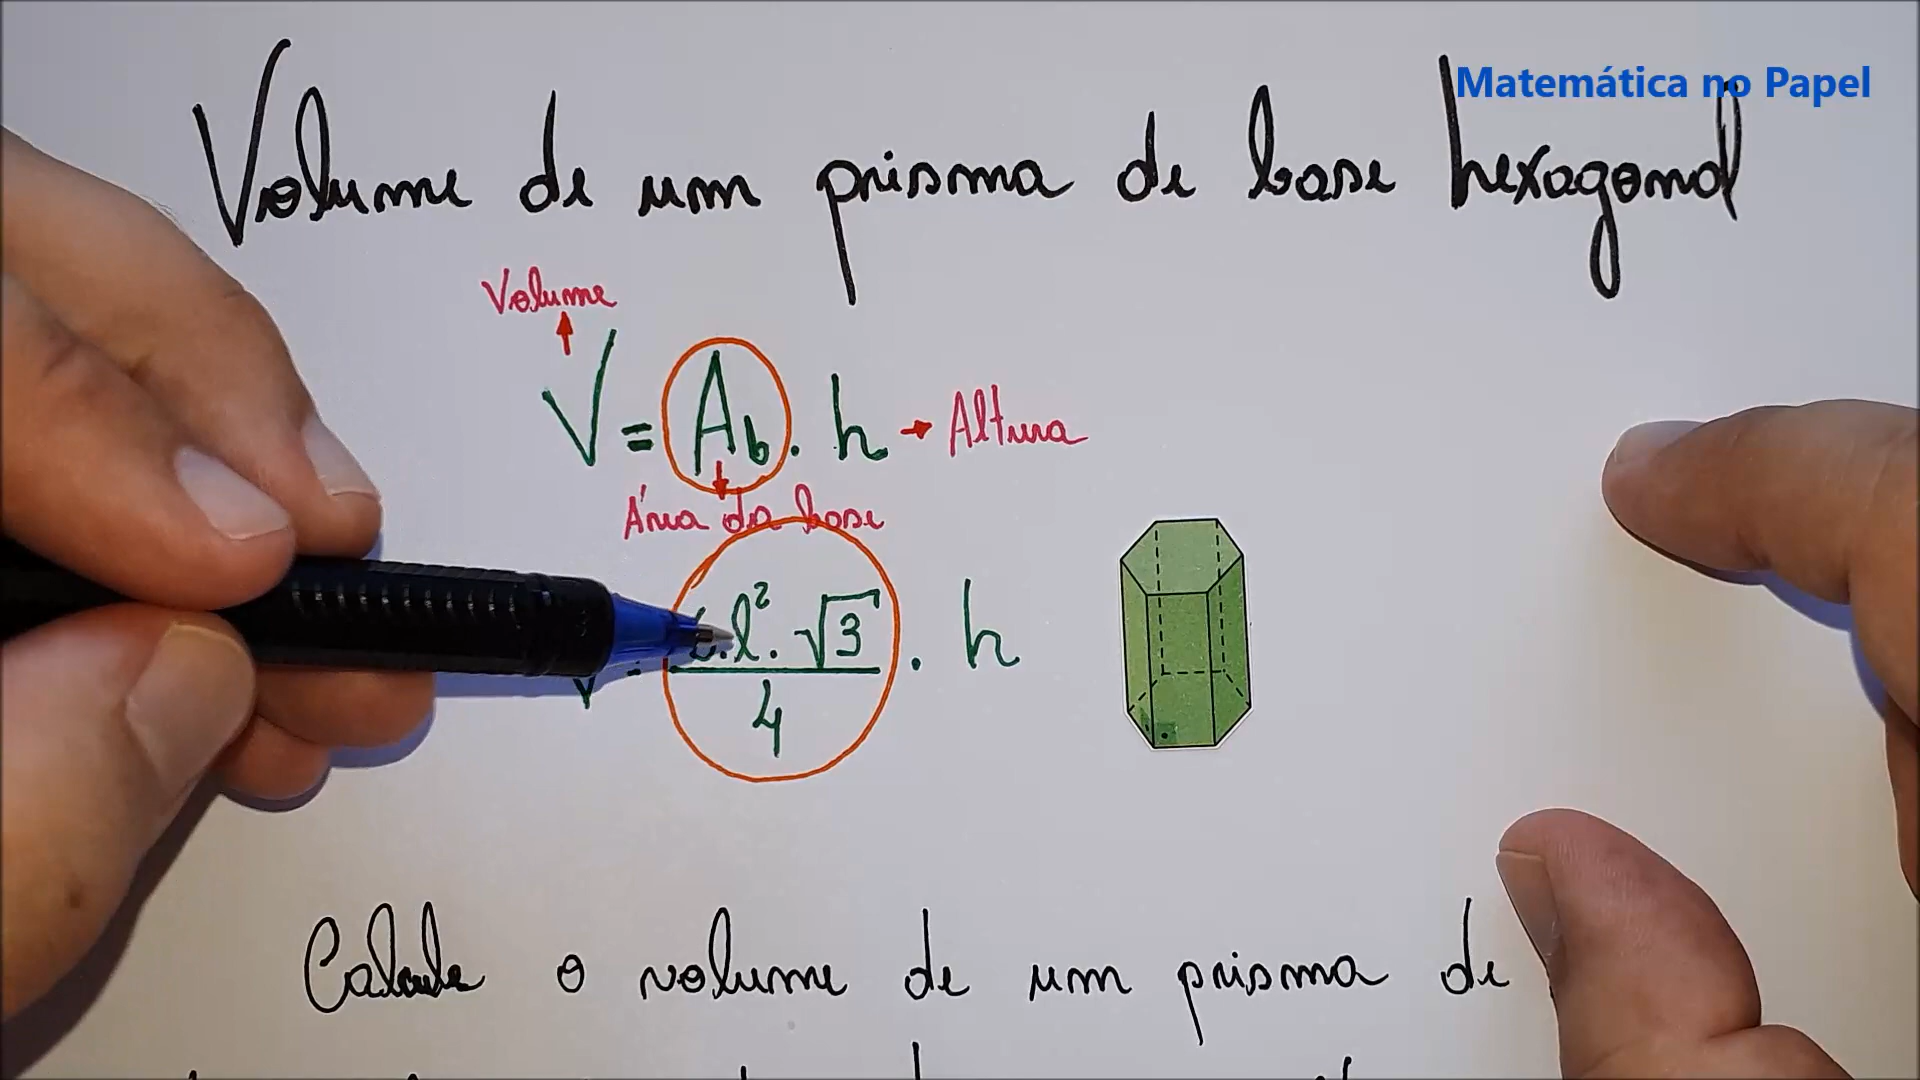 Matemática no Papel
Volume de um prisma de base hexagonal
Volume
V = Ab . h → Altura
Área da base
6.l² . √3
V = . h
4
Calcule o volume de um prisma de